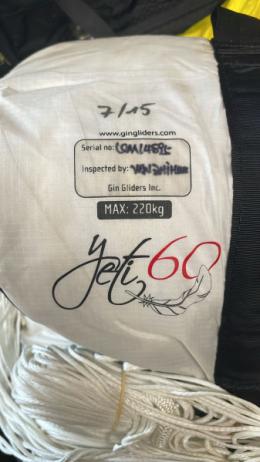 7/15
www.gingliders.com
Serial no:
Inspected by:
Gin Gliders Inc.
MAX: 220kg
yeti 60